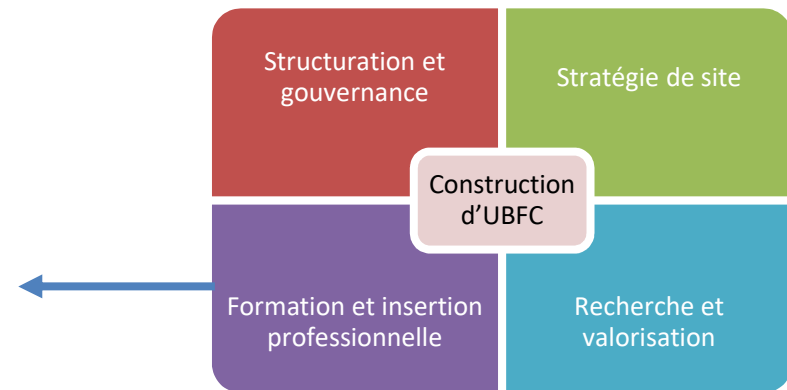 Structuration et
gouvernance
Stratégie de site
Construction
d’UBFC
Formation et insertion
professionnelle
Recherche et
valorisation